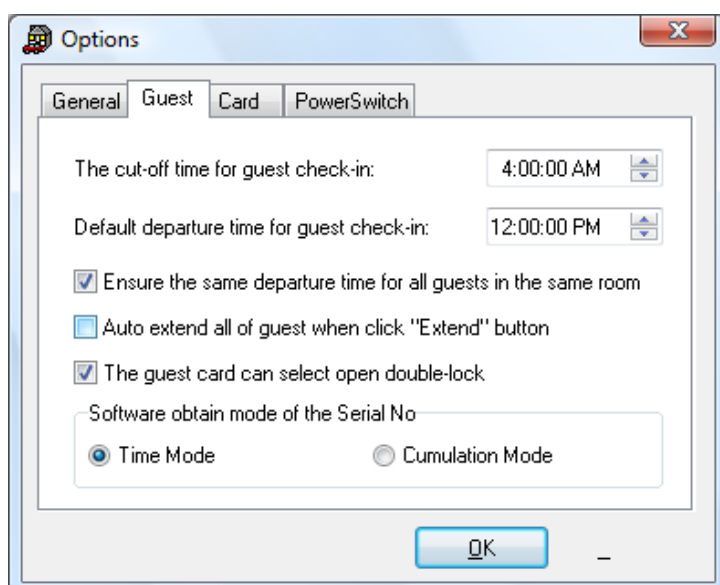 Options
General Guest Card PowerSwitch
The cut-off time for guest check-in: 4:00:00 AM
Default departure time for guest check-in: 12:00:00 PM
Ensure the same departure time for all guests in the same room
Auto extend all of guest when click "Extend" button
The guest card can select open double-lock
Software obtain mode of the Serial No
Time Mode Cumulation Mode
OK _